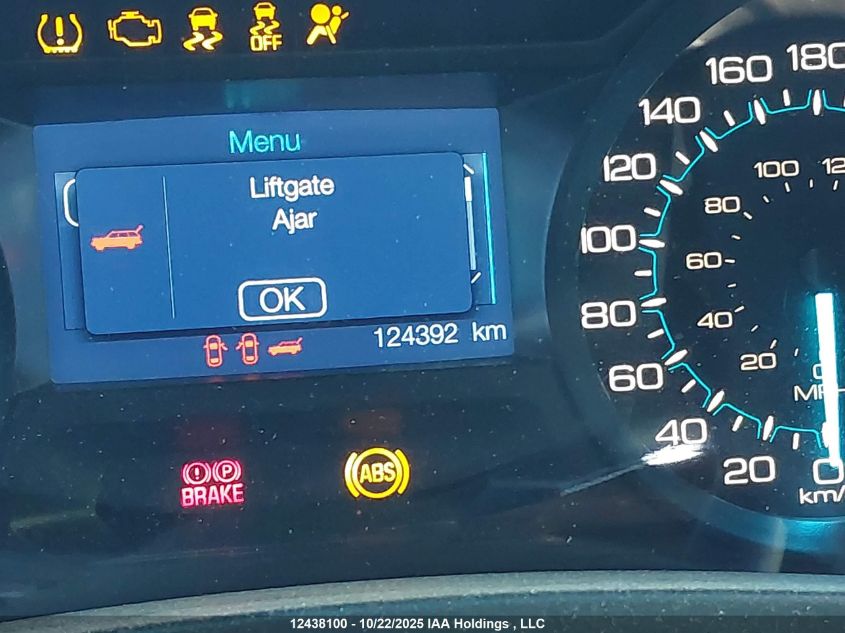 OFF
Menu
Liftgate
Ajar
OK
124392 km
BRAKE
P
ABS
180
160
140
120
100
80
60
40
20
0
km/
100
80
60
40
20
12438100 - 10/22/2025 IAA Holdings , LLC